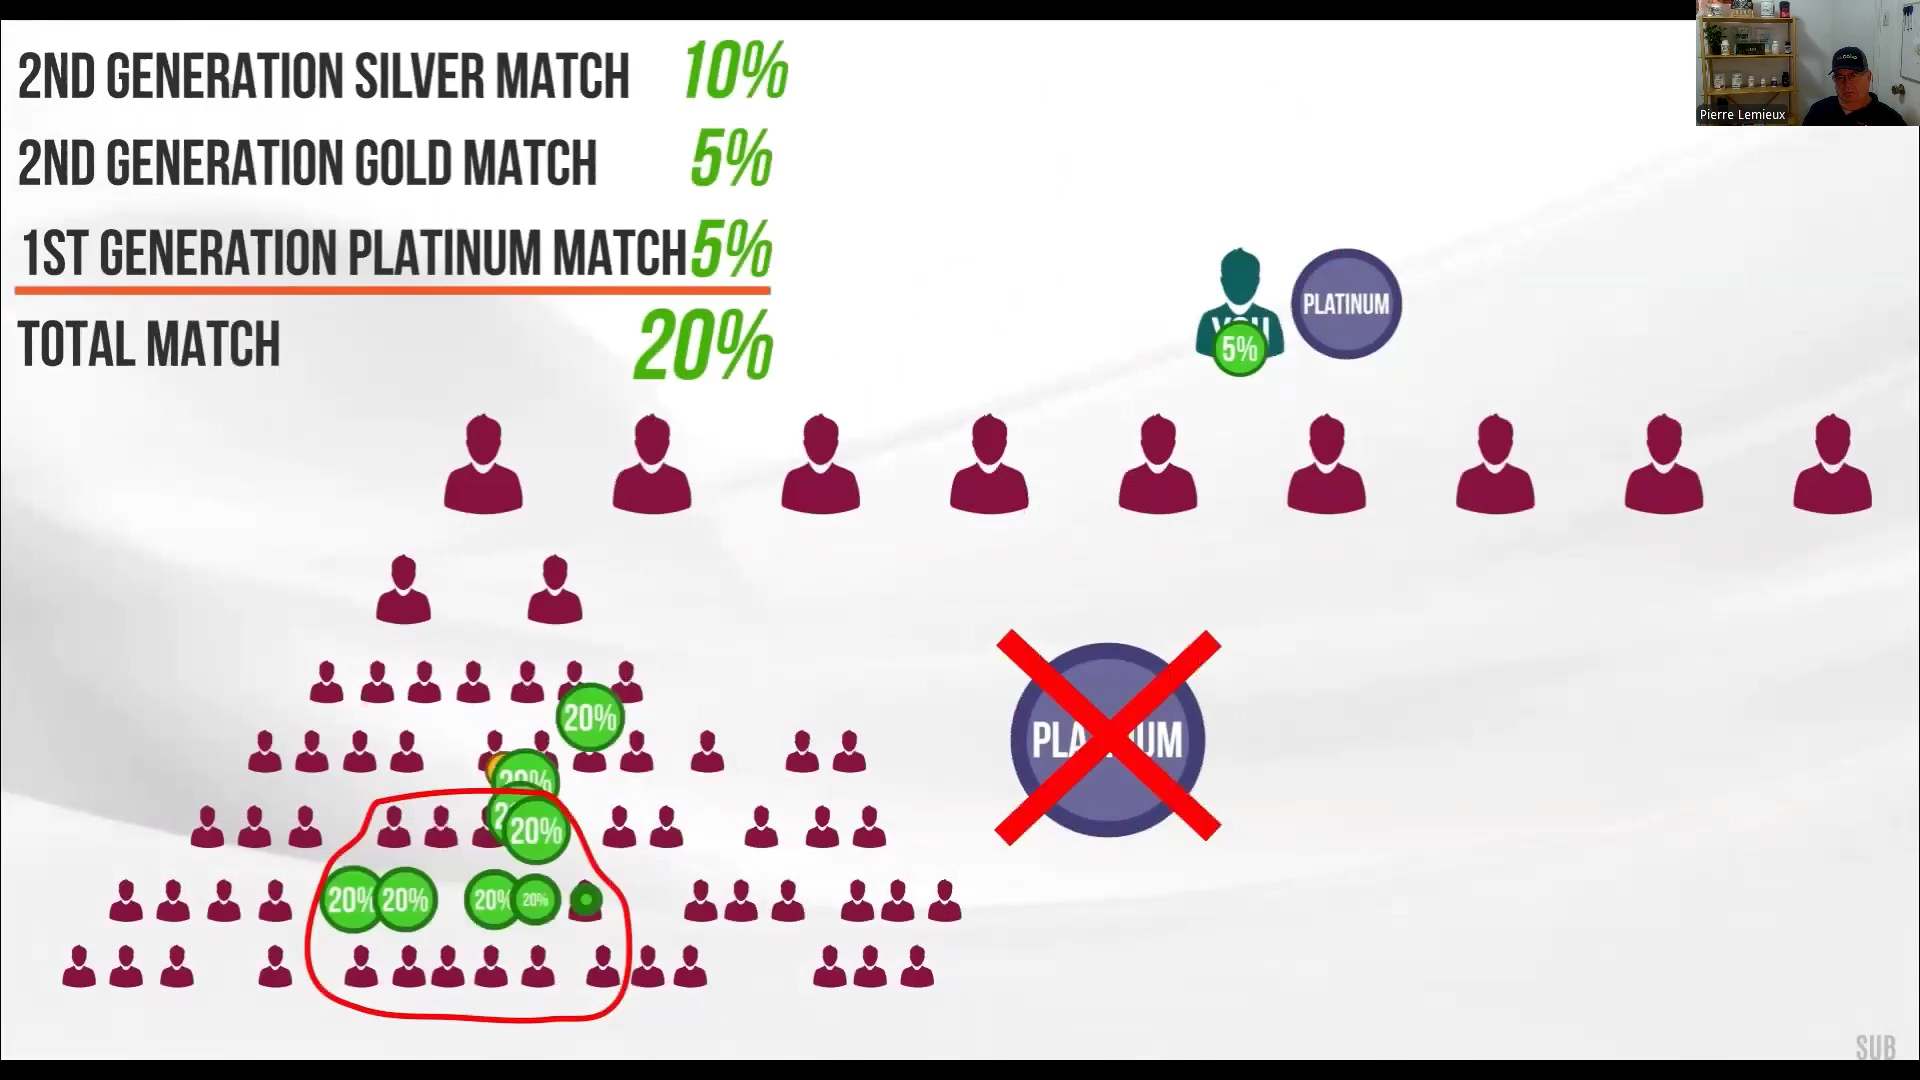 2ND GENERATION SILVER MATCH 10%
2ND GENERATION GOLD MATCH 5%
1ST GENERATION PLATINUM MATCH 5%
TOTAL MATCH 20%
Pierre Lemieux
PLATINUM
5%
20%
20%
20%
20% 20% 20% 20%
SUB